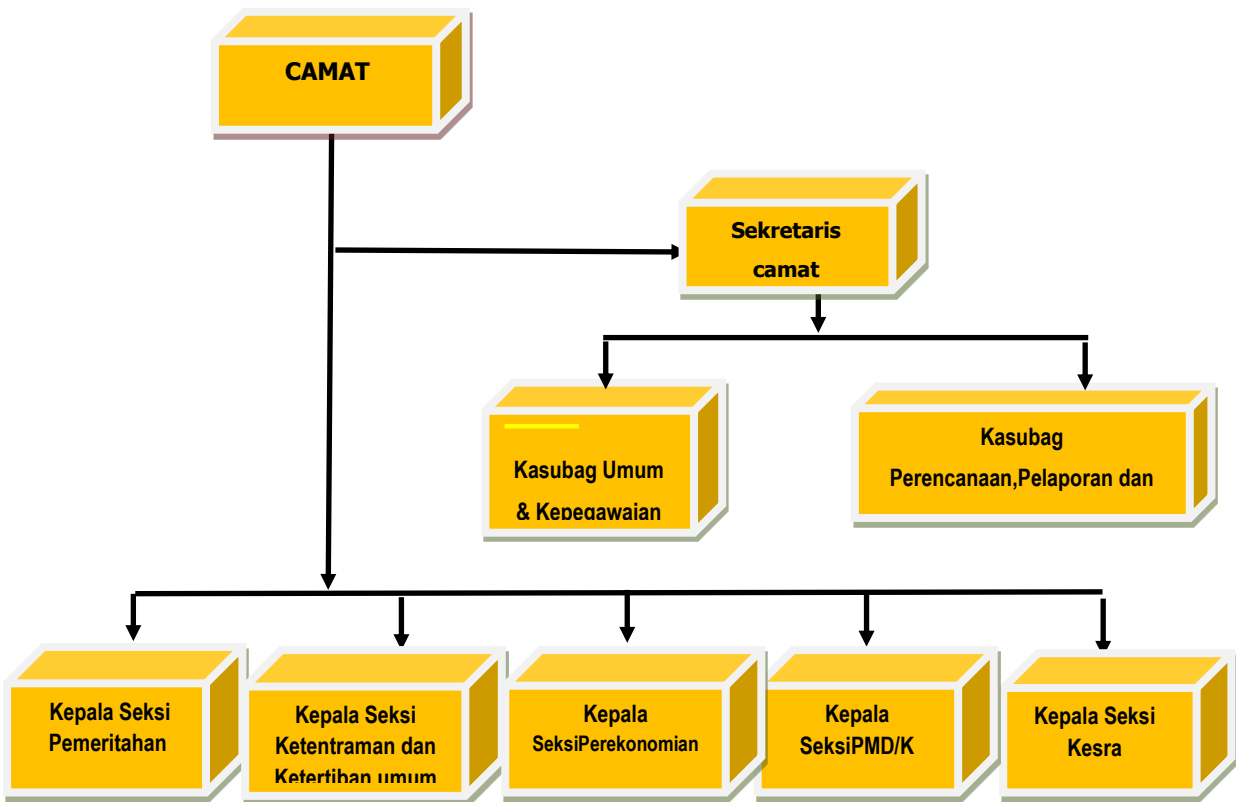 CAMAT
Sekretaris
camat
Kasubag Umum
& Kepegawaian
Kasubag
Perencanaan,Pelaporan dan
Kepala Seksi
Pemeritahan
Kepala Seksi
Ketentraman dan
Ketertiban umum
Kepala
SeksiPerekonomian
Kepala
SeksiPMD/K
Kepala Seksi
Kesra